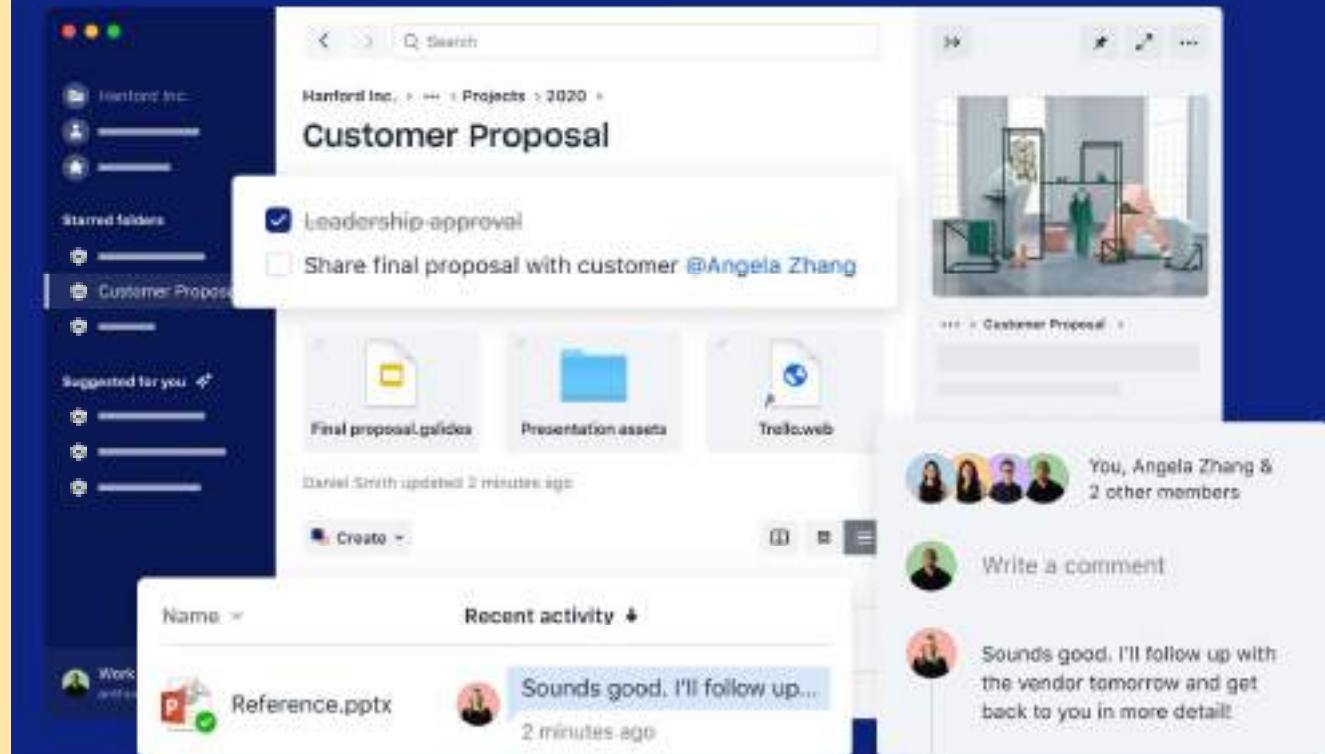 Search
Hanford Inc.
Hanford Inc. > ... > Projects > 2020 >
Customer Proposal
Starred folders
Leadership approval
Share final proposal with customer @Angela Zhang
Customer Propos
... > Customer Proposal >
Suggested for you
Final proposal.gslides
Presentation assets
Trello.web
Daniel Smith updated 2 minutes ago
Create
You, Angela Zhang &
2 other members
Write a comment
Name
Recent activity
Work
Reference.pptx
Sounds good. I'll follow up...
2 minutes ago
Sounds good. I'll follow up with
the vendor tomorrow and get
back to you in more detail!